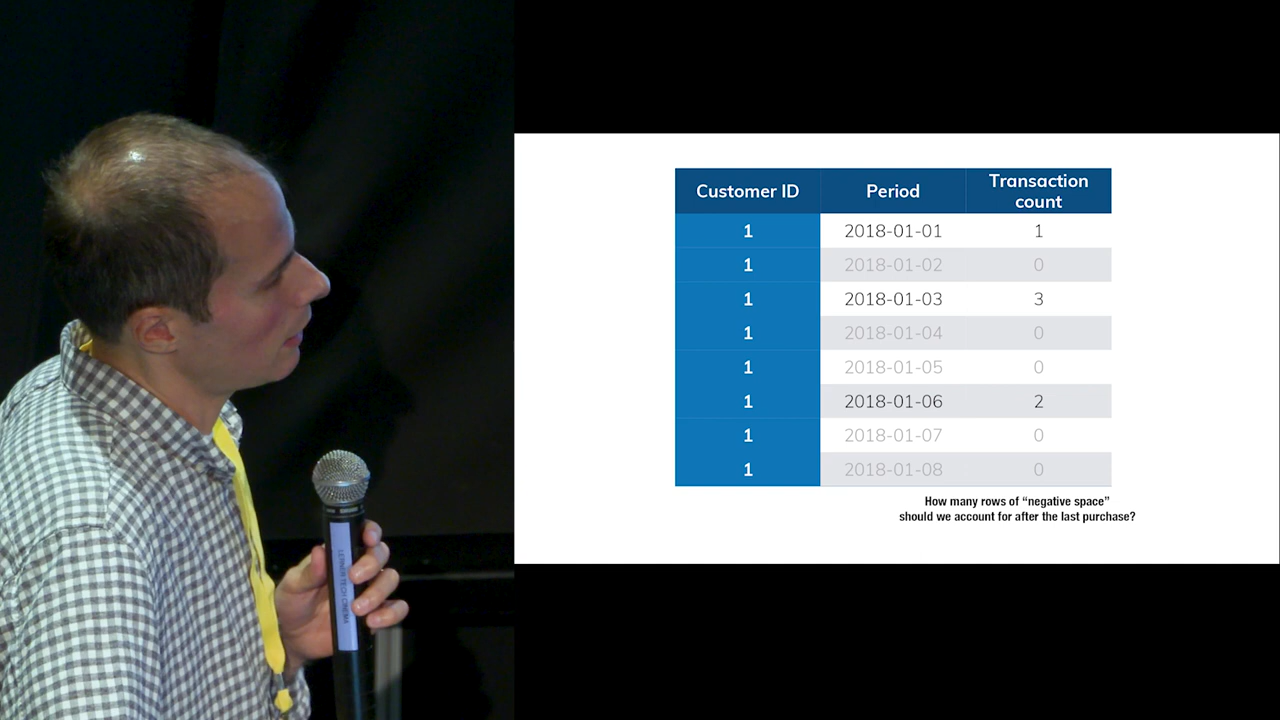 Customer ID Period Transaction count
1 2018-01-01 1
1 2018-01-02 0
1 2018-01-03 3
1 2018-01-04 0
1 2018-01-05 0
1 2018-01-06 2
1 2018-01-07 0
1 2018-01-08 0
How many rows of “negative space”
should we account for after the last purchase?
LERNER TECH CINEMA